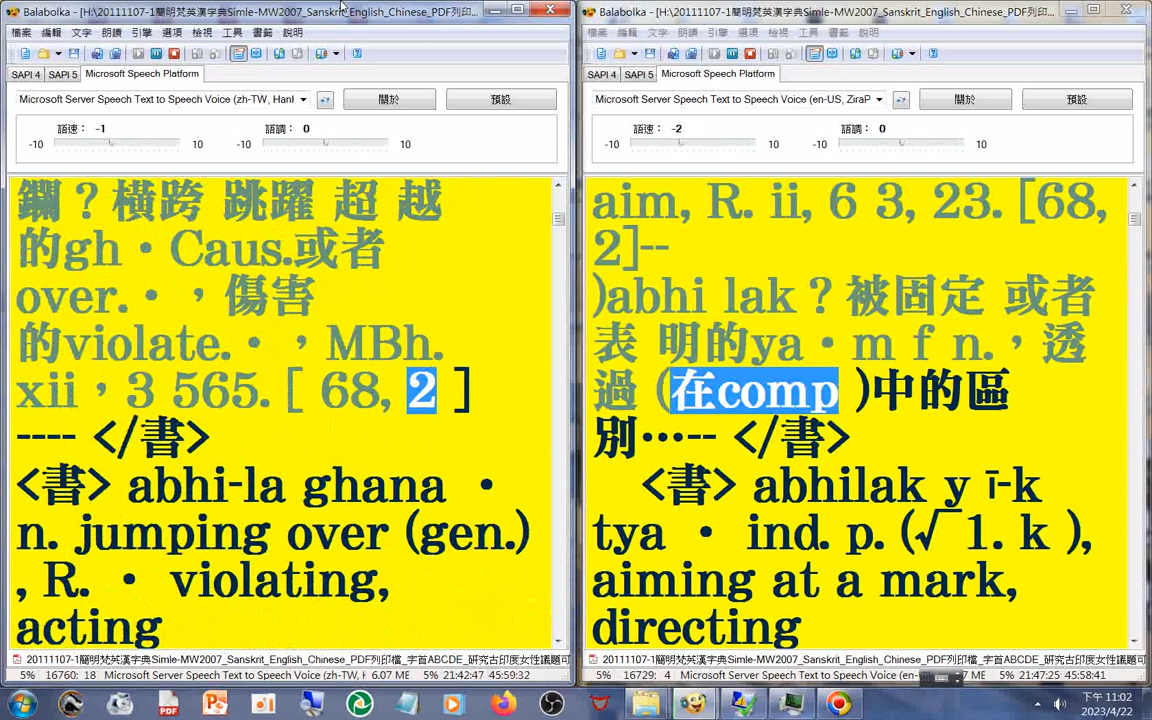 Balabolka - [H:\20111107-1簡明梵英漢字典Simle-MW2007_Sanskrit_English_Chinese_PDF列印...
檔案 編輯 文字 朗讀 引擎 選項 檢視 工具 書籤 說明
SAPI 4 SAPI 5 Microsoft Speech Platform
Microsoft Server Speech Text to Speech Voice (zh-TW, Han
關於 預設
語速： -1 語調： 0
-10 10 -10 10
鑭？橫跨 跳躍 超 越
的gh・Caus.或者
over.・，傷害
的violate.・，MBh.
xii，3 565. [ 68, 2 ]
---- </書>
<書> abhi-la ghana ・
n. jumping over (gen.)
, R. ・ violating,
acting
20111107-1簡明梵英漢字典Simle-MW2007_Sanskrit_English_Chinese_PDF列印檔_字首ABCDE_研究古印度女性議題可
5% 16760: 18 Microsoft Server Speech Text to Speech Voice (zh-TW, H 6.07 MB 5% 21:42:47 45:59:32
Balabolka - [H:\20111107-1簡明梵英漢字典Simle-MW2007_Sanskrit_English_Chinese_PDF列印...
檔案 編輯 文字 朗讀 引擎 選項 檢視 工具 書籤 說明
SAPI 4 SAPI 5 Microsoft Speech Platform
Microsoft Server Speech Text to Speech Voice (en-US, ZiraP
關於 預設
語速： -2 語調： 0
-10 10 -10 10
aim, R. ii, 6 3, 23. [68,
2]--
)abhi lak？被固定 或者
表 明的ya・m f n.，透
過 (在comp )中的區
別…-- </書>
<書> abhilak y ī-k
tya ・ ind. p. (√ 1. k ),
aiming at a mark,
directing
20111107-1簡明梵英漢字典Simle-MW2007_Sanskrit_English_Chinese_PDF列印檔_字首ABCDE_研究古印度女性議題可
5% 16729: 4 Microsoft Server Speech Text to Speech Voice 5% 21:47:25 45:58:41
PDF
下午 11:02
2023/4/22